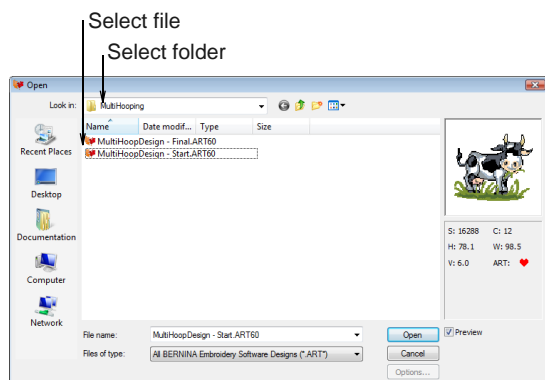 Select file
Select folder
Open
Look in: MultiHooping
Name Date modif... Type Size
MultiHoopDesign - Final.ART60
MultiHoopDesign - Start.ART60
Recent Places
Desktop
Documentation
Computer
Network
S: 16288 C: 12
H: 78.1 W: 98.5
V: 6.0 ART:
File name: MultiHoopDesign - Start.ART60 Open Preview
Files of type: All BERNINA Embroidery Software Designs (*.ART*) Cancel
Options...